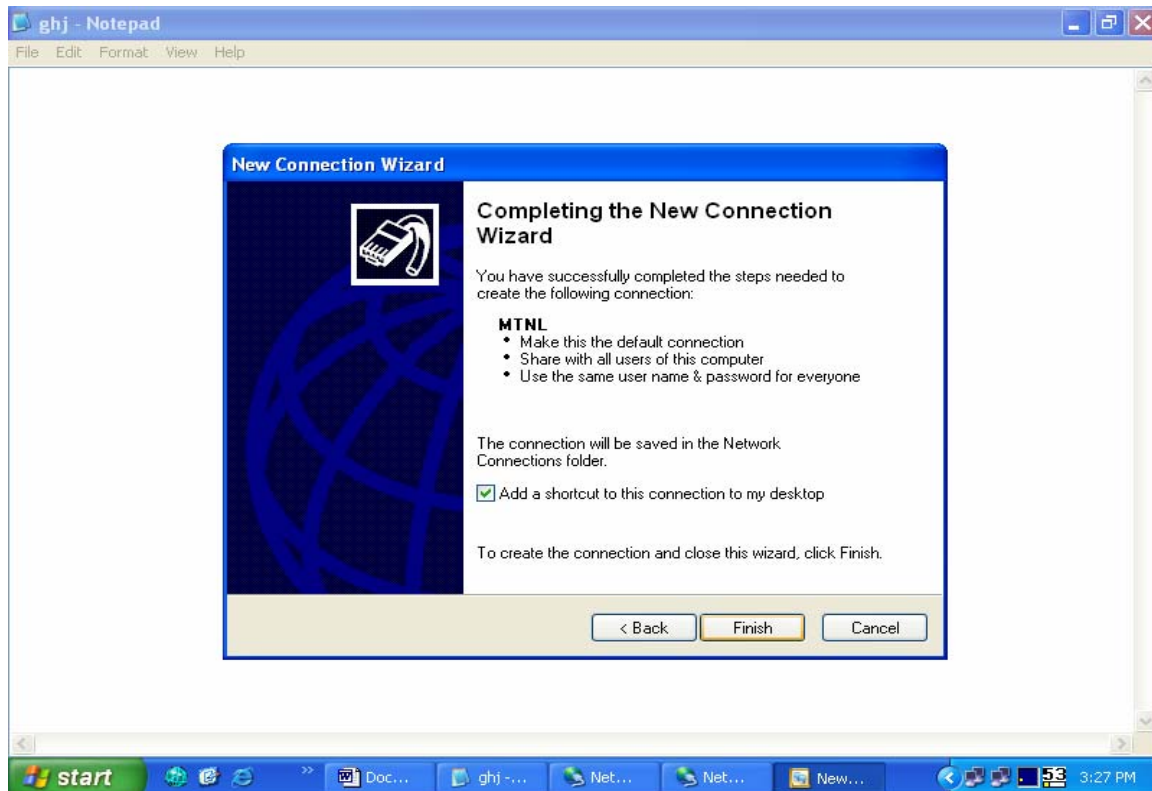 ghj - Notepad
File Edit Format View Help
New Connection Wizard
Completing the New Connection
Wizard
You have successfully completed the steps needed to
create the following connection:
MTNL
• Make this the default connection
• Share with all users of this computer
• Use the same user name & password for everyone
The connection will be saved in the Network
Connections folder.
Add a shortcut to this connection to my desktop
To create the connection and close this wizard, click Finish.
< Back Finish Cancel
start » Doc... ghj -... Net... Net... New... 53 3:27 PM